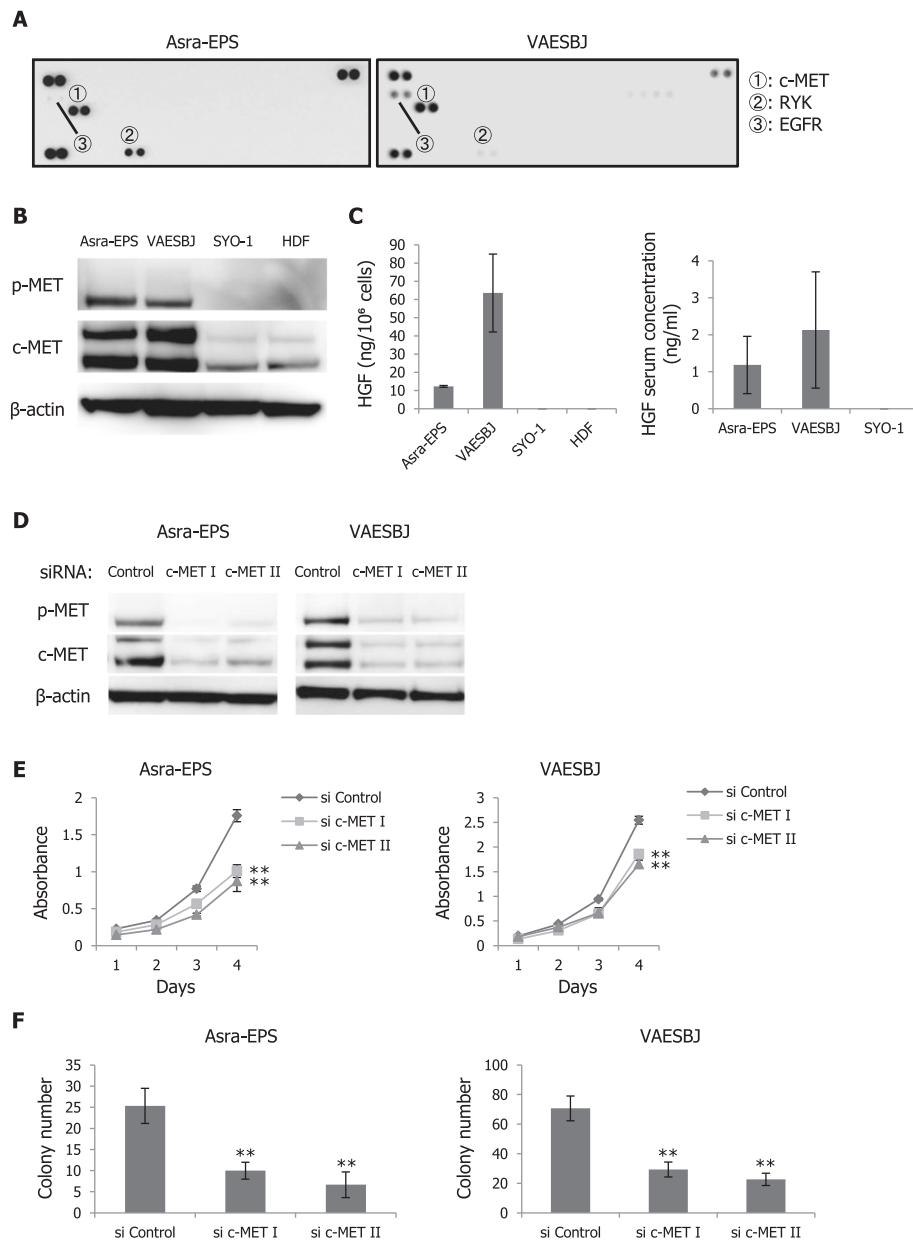 A
Asra-EPS
VAESBJ
① ② ③
① ② ③
①: c-MET
②: RYK
③: EGFR
B
Asra-EPS VAESBJ SYO-1 HDF
p-MET
c-MET
β-actin
C
HGF (ng/10⁶ cells)
90
80
70
60
50
40
30
20
10
0
Asra-EPS VAESBJ SYO-1 HDF
HGF serum concentration
(ng/ml)
4
3
2
1
0
Asra-EPS VAESBJ SYO-1
D
Asra-EPS
VAESBJ
siRNA: Control c-MET I c-MET II Control c-MET I c-MET II
p-MET
c-MET
β-actin
E
Asra-EPS
Absorbance
2
1.5
1
0.5
0
1 2 3 4
Days
si Control
si c-MET I
si c-MET II
**
**
VAESBJ
Absorbance
3
2.5
2
1.5
1
0.5
0
1 2 3 4
Days
si Control
si c-MET I
si c-MET II
**
**
F
Asra-EPS
Colony number
35
30
25
20
15
10
5
0
** **
si Control si c-MET I si c-MET II
VAESBJ
Colony number
100
80
60
40
20
0
** **
si Control si c-MET I si c-MET II